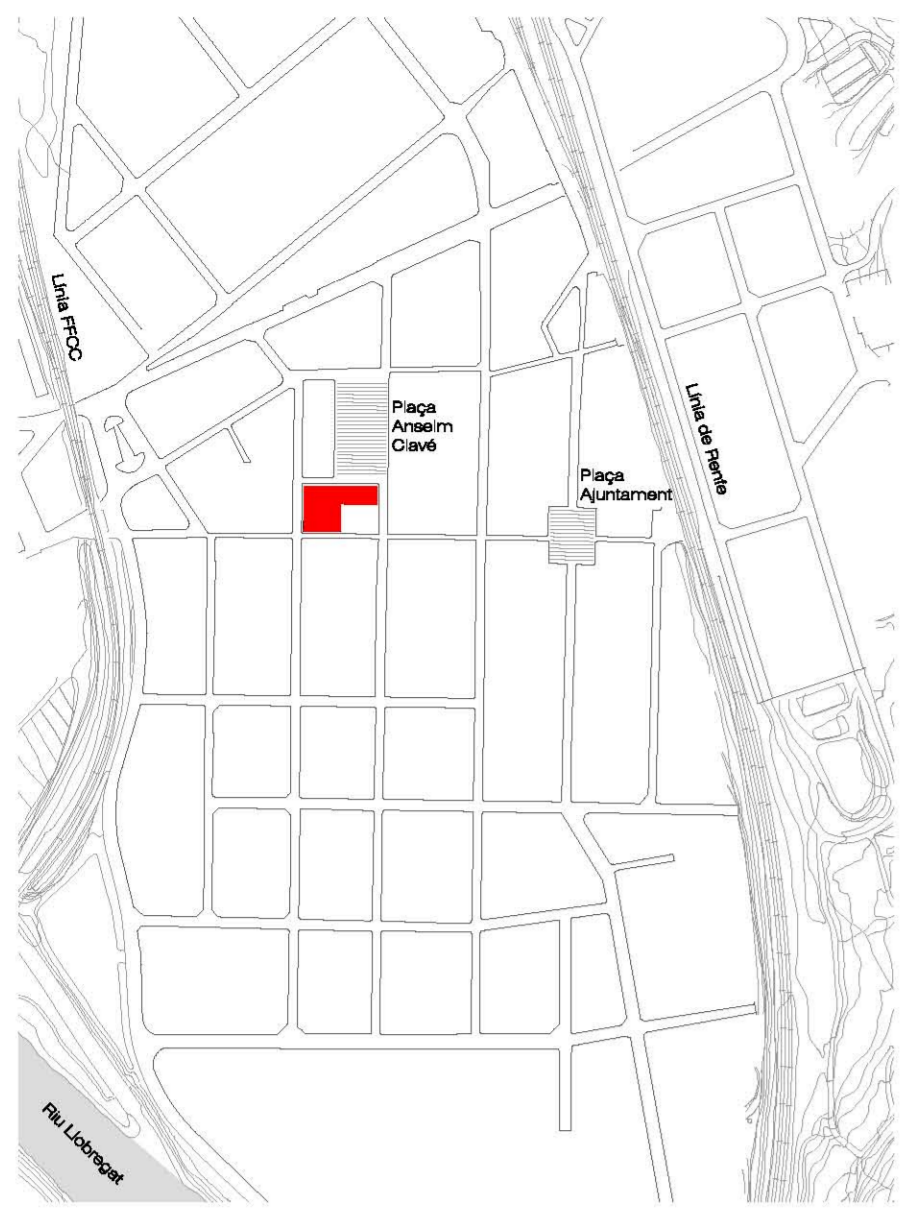 Línia FFCC
Plaça
Anselm
Clavé
Línia de Renfe
Plaça
Ajuntament
Riu Llobregat